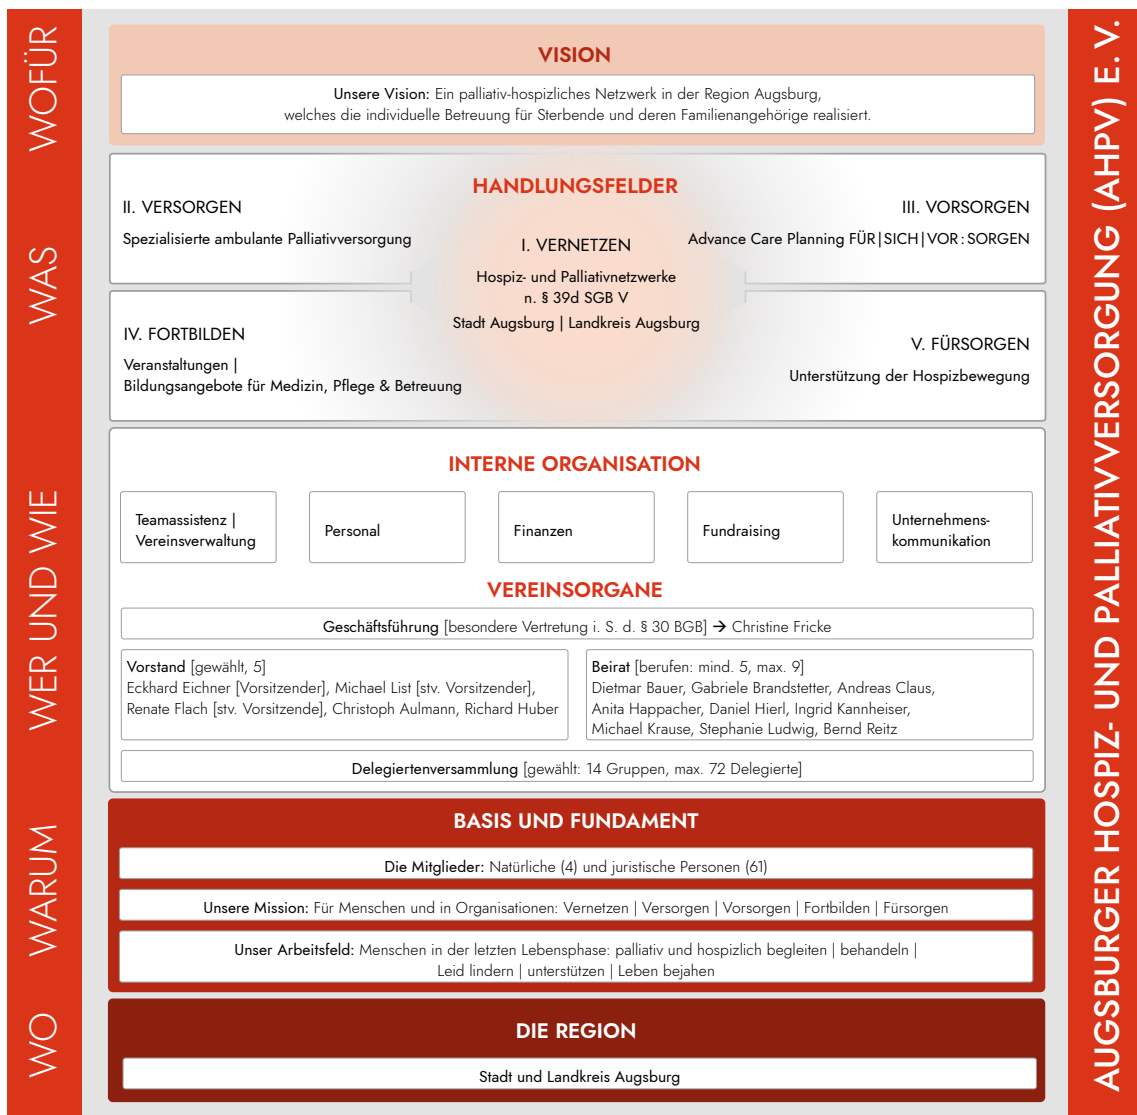 WOFÜR
VISION
Unsere Vision: Ein palliativ-hospizliches Netzwerk in der Region Augsburg,
welches die individuelle Betreuung für Sterbende und deren Familienangehörige realisiert.
WAS
HANDLUNGSFELDER
II. VERSORGEN
Spezialisierte ambulante Palliativversorgung
III. VORSORGEN
Advance Care Planning FÜR|SICH|VOR:SORGEN
I. VERNETZEN
Hospiz- und Palliativnetzwerke
n. § 39d SGB V
Stadt Augsburg | Landkreis Augsburg
IV. FORTBILDEN
Veranstaltungen |
Bildungsangebote für Medizin, Pflege & Betreuung
V. FÜRSORGEN
Unterstützung der Hospizbewegung
WER UND WIE
INTERNE ORGANISATION
Teamassistenz |
Vereinsverwaltung
Personal
Finanzen
Fundraising
Unternehmens-
kommunikation
VEREINSORGANE
Geschäftsführung [besondere Vertretung i. S. d. § 30 BGB] → Christine Fricke
Vorstand [gewählt, 5]
Eckhard Eichner [Vorsitzender], Michael List [stv. Vorsitzender],
Renate Flach [stv. Vorsitzende], Christoph Aulmann, Richard Huber
Beirat [berufen: mind. 5, max. 9]
Dietmar Bauer, Gabriele Brandstetter, Andreas Claus,
Anita Happacher, Daniel Hierl, Ingrid Kannheiser,
Michael Krause, Stephanie Ludwig, Bernd Reitz
Delegiertenversammlung [gewählt: 14 Gruppen, max. 72 Delegierte]
WARUM
BASIS UND FUNDAMENT
Die Mitglieder: Natürliche (4) und juristische Personen (61)
Unsere Mission: Für Menschen und in Organisationen: Vernetzen | Versorgen | Vorsorgen | Fortbilden | Fürsorgen
Unser Arbeitsfeld: Menschen in der letzten Lebensphase: palliativ und hospizlich begleiten | behandeln |
Leid lindern | unterstützen | Leben bejahen
WO
DIE REGION
Stadt und Landkreis Augsburg
AUGSBURGER HOSPIZ- UND PALLIATIVVERSORGUNG (AHPV) E. V.